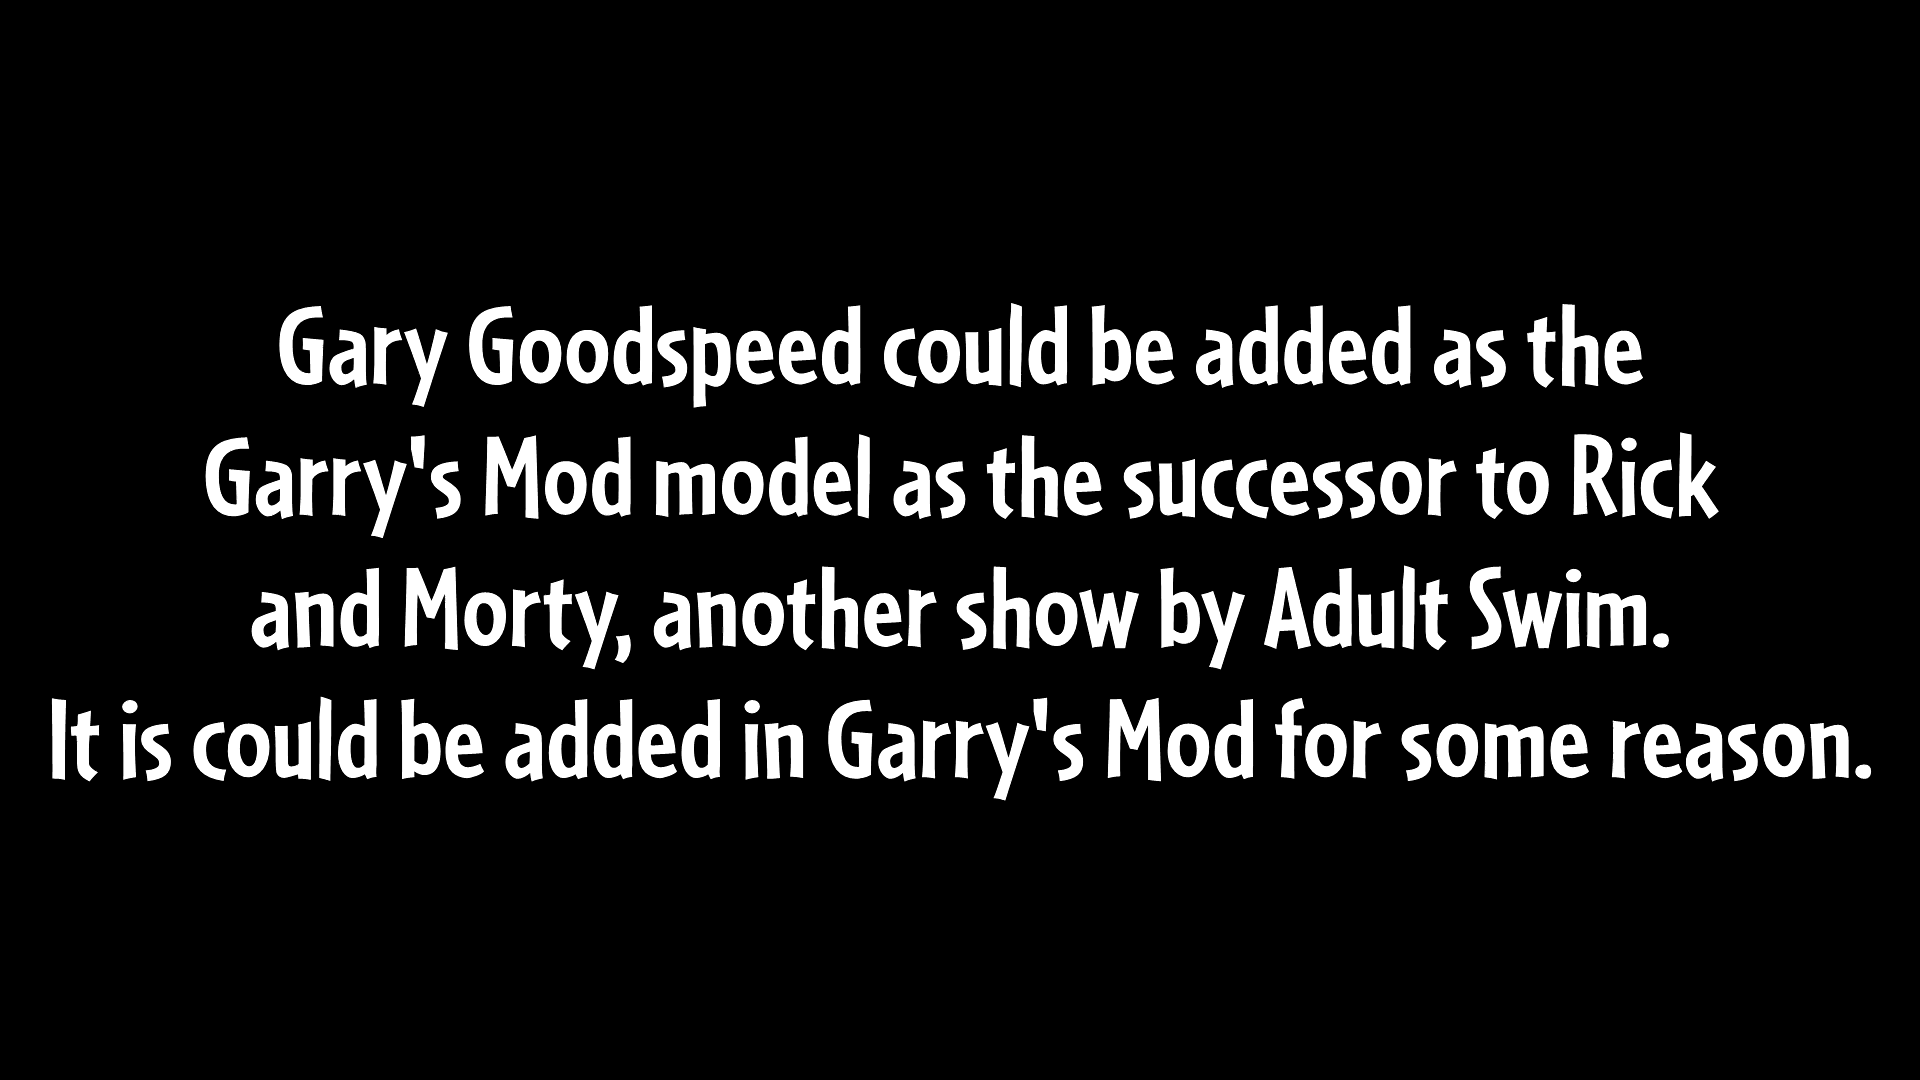 Gary Goodspeed could be added as the
Garry's Mod model as the successor to Rick
and Morty, another show by Adult Swim.
It is could be added in Garry's Mod for some reason.